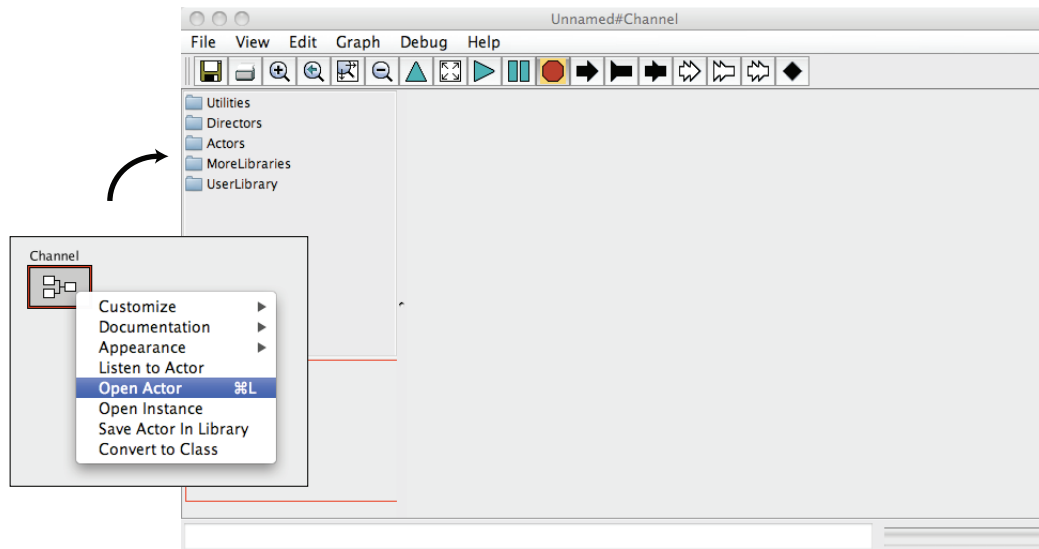 Unnamed#Channel
File View Edit Graph Debug Help
Utilities
Directors
Actors
MoreLibraries
UserLibrary
Channel
Customize
Documentation
Appearance
Listen to Actor
Open Actor ⌘L
Open Instance
Save Actor In Library
Convert to Class